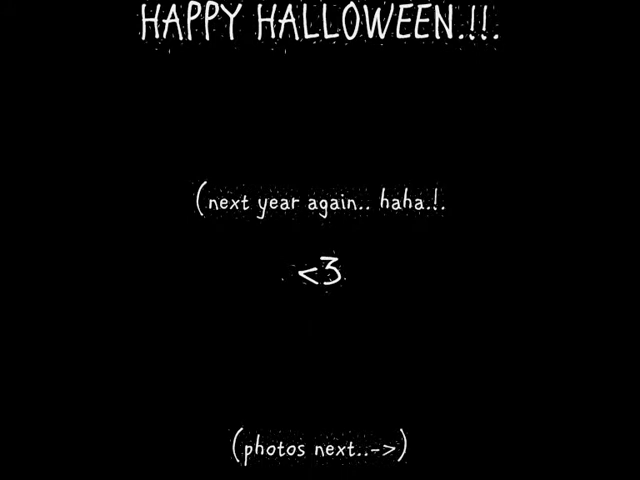 HAPPY HALLOWEEN.!!.
(next year again.. haha.!.
<3
(photos next..->)